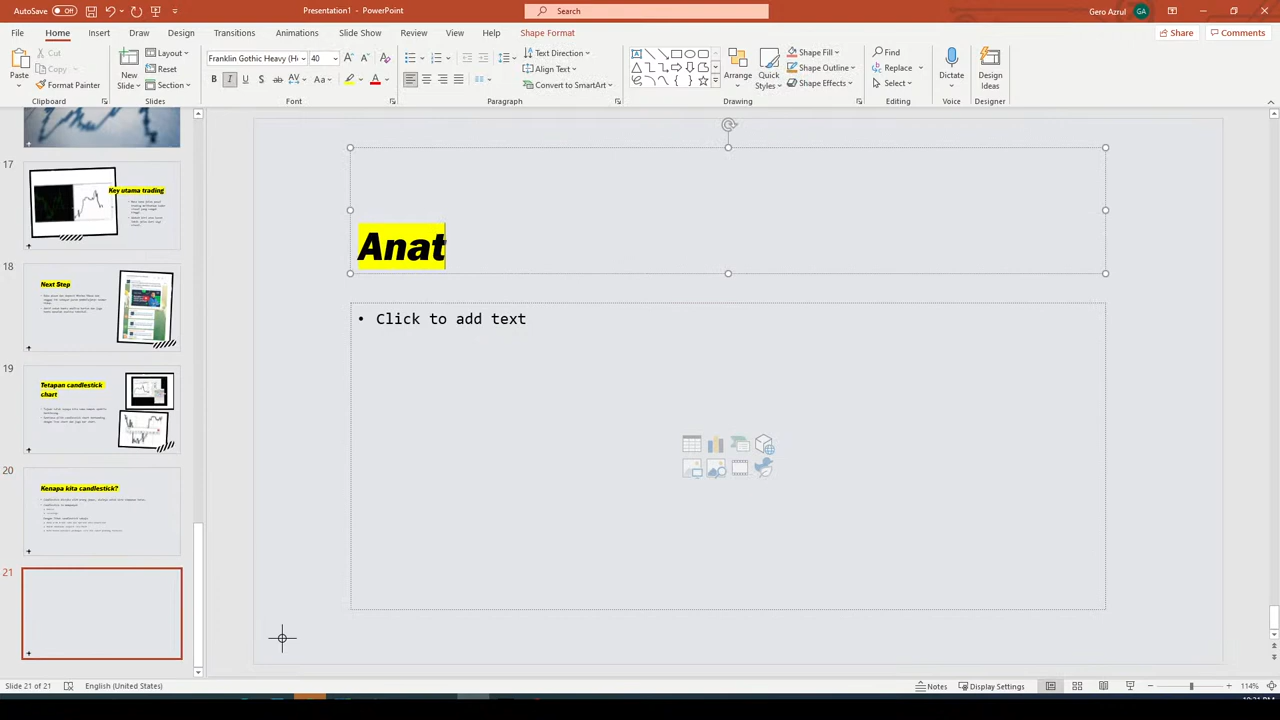 AutoSave Off
Presentation1 - PowerPoint
Search
Gero Azrul GA
File Home Insert Draw Design Transitions Animations Slide Show Review View Help Shape Format
Share Comments
Paste
Cut
Copy
Format Painter
Clipboard
New Slide
Layout
Reset
Section
Slides
Franklin Gothic Heavy (H 40
Font
Paragraph
Text Direction
Align Text
Convert to SmartArt
Arrange
Quick Styles
Shape Fill
Shape Outline
Shape Effects
Drawing
Find
Replace
Select
Editing
Dictate
Voice
Design Ideas
Designer
17
Key utama trading
18
Next Step
19
Tetapan candlestick
chart
20
Kenapa kita candlestick?
21
Anat
• Click to add text
Slide 21 of 21
English (United States)
Notes
Display Settings
114%